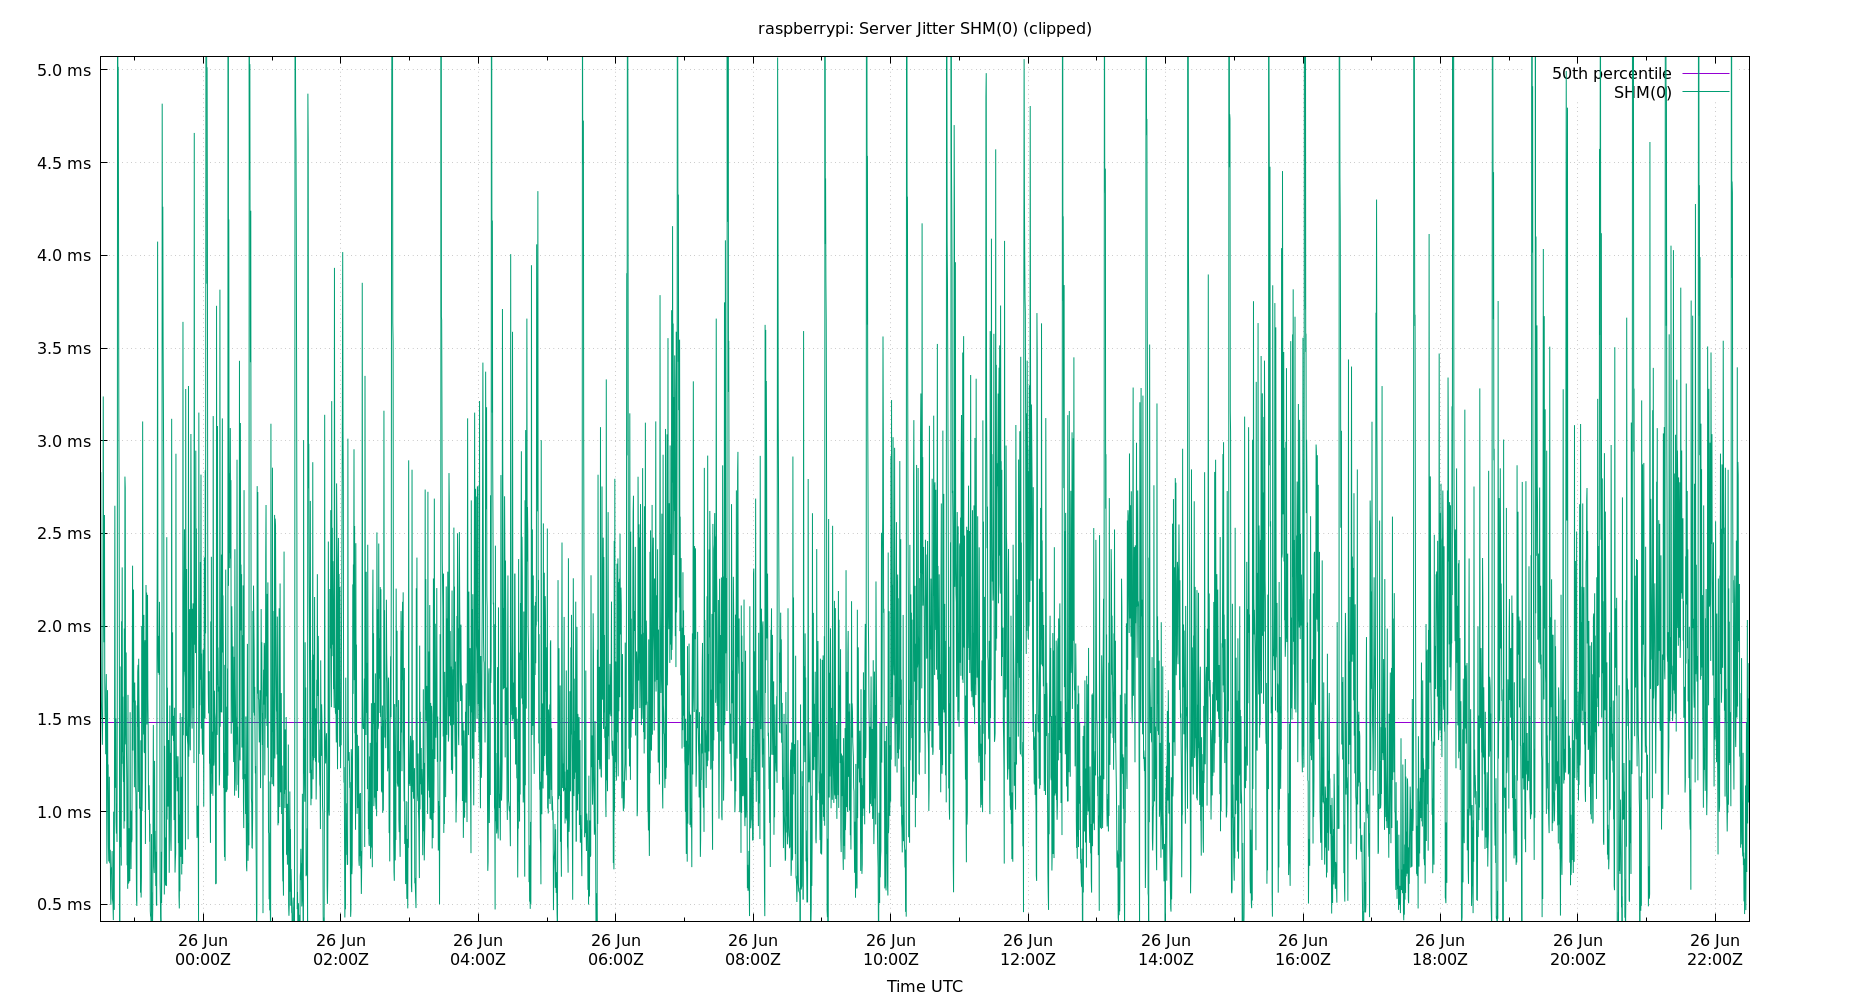 raspberrypi: Server Jitter SHM(0) (clipped)
5.0 ms
4.5 ms
4.0 ms
3.5 ms
3.0 ms
2.5 ms
2.0 ms
1.5 ms
1.0 ms
0.5 ms
50th percentile
SHM(0)
26 Jun 26 Jun 26 Jun 26 Jun 26 Jun 26 Jun 26 Jun 26 Jun 26 Jun 26 Jun 26 Jun 26 Jun
00:00Z 02:00Z 04:00Z 06:00Z 08:00Z 10:00Z 12:00Z 14:00Z 16:00Z 18:00Z 20:00Z 22:00Z
Time UTC